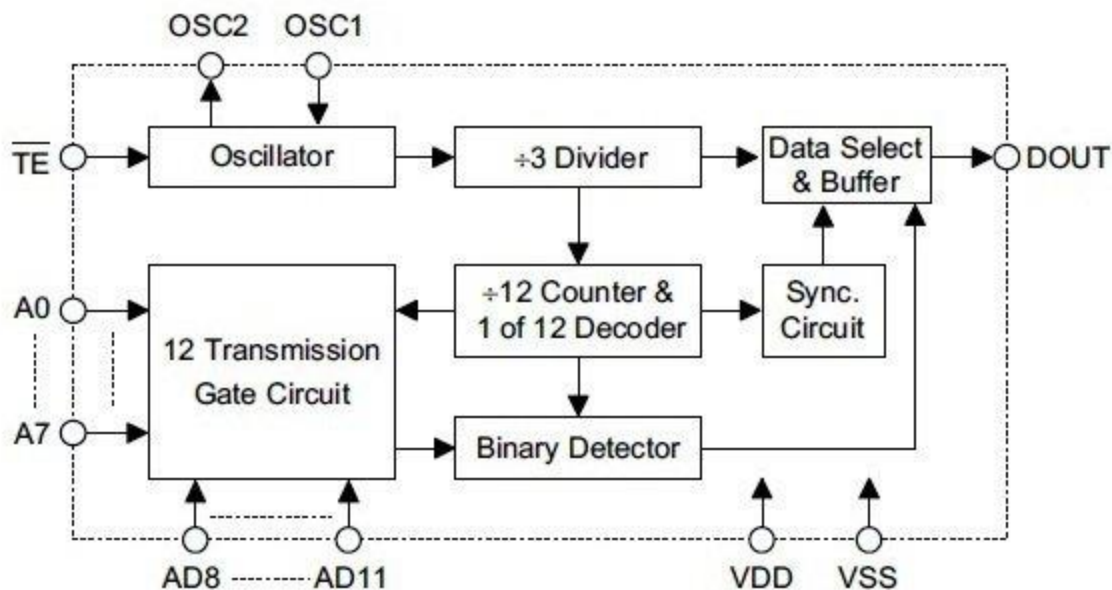 OSC2 OSC1
T̅E̅
Oscillator
÷3 Divider
Data Select
& Buffer
DOUT
A0
÷12 Counter &
1 of 12 Decoder
Sync.
Circuit
12 Transmission
Gate Circuit
A7
Binary Detector
AD8 AD11
VDD VSS